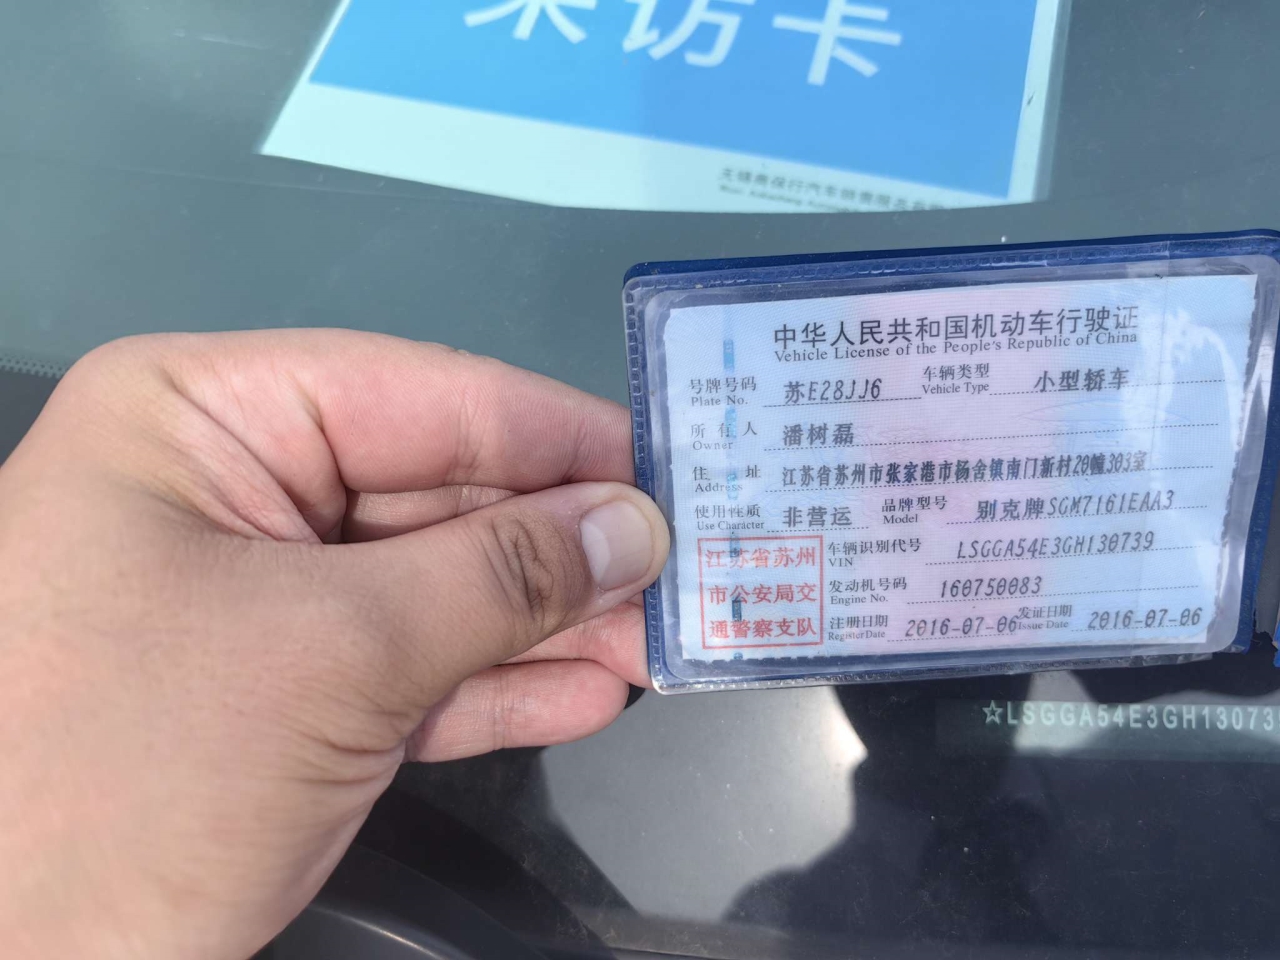 来访卡
中华人民共和国机动车行驶证
Vehicle License of the People's Republic of China
号牌号码 苏E28JJ6 车辆类型 小型轿车
Plate No. Vehicle Type
所有人 潘树磊
Owner
住址 江苏省苏州市张家港市杨舍镇南门新村20幢303室
Address
使用性质 非营运 品牌型号 别克牌SGM7161EAA3
Use Character Model
江苏省苏州
市公安局交
通警察支队
车辆识别代号 LSGGA54E3GH130739
VIN
发动机号码 160750083
Engine No.
注册日期 2016-07-06 发证日期 2016-07-06
Register Date Issue Date
☆LSGGA54E3GH13073